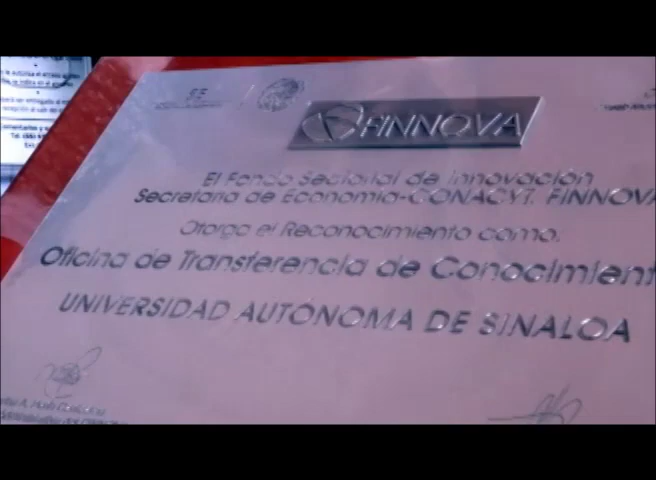 SE
FINNOVA
El Fondo Sectorial de Innovación
Secretaría de Economía-CONACYT. FINNOVA
Otorga el Reconocimiento como:
Oficina de Transferencia de Conocimient
UNIVERSIDAD AUTÓNOMA DE SINALOA